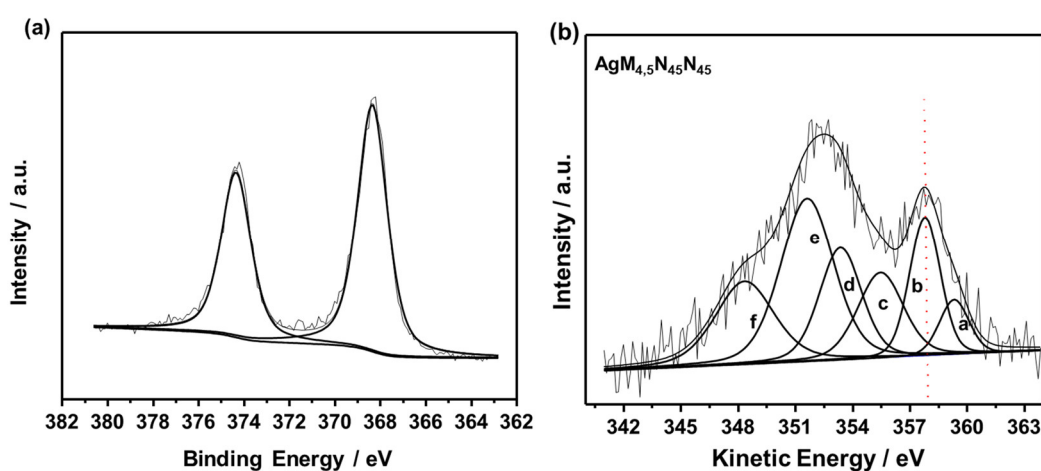 (a)
Intensity / a.u.
382 380 378 376 374 372 370 368 366 364 362
Binding Energy / eV
(b)
AgM4,5N45N45
Intensity / a.u.
f
e
d
c
b
a
342 345 348 351 354 357 360 363
Kinetic Energy / eV